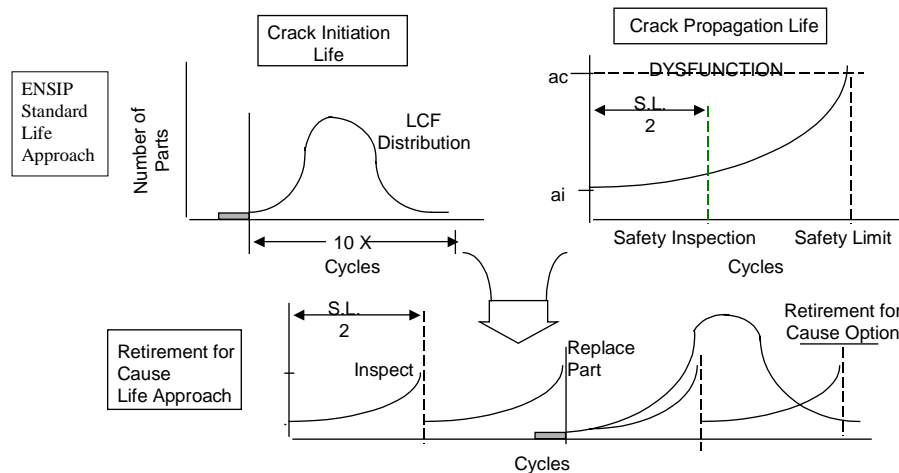 Crack Initiation
Life
Crack Propagation Life
ENSIP
Standard
Life
Approach
Number of
Parts
LCF
Distribution
10 X
Cycles
ac
DYSFUNCTION
S.L.
2
ai
Safety Inspection
Safety Limit
Cycles
Retirement for
Cause
Life Approach
S.L.
2
Inspect
Replace
Part
Retirement for
Cause Option
Cycles